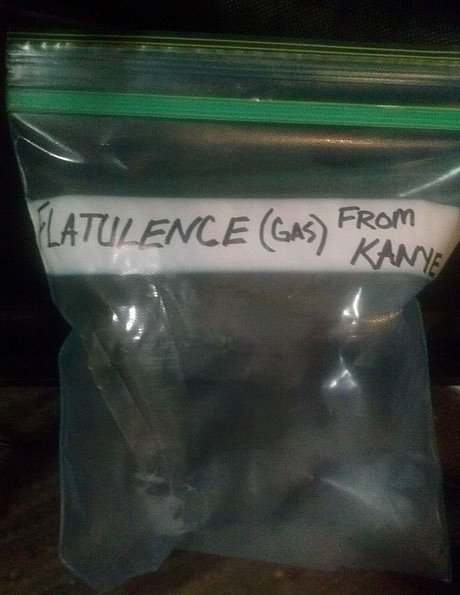 FLATULENCE (GAS) FROM
KANYE